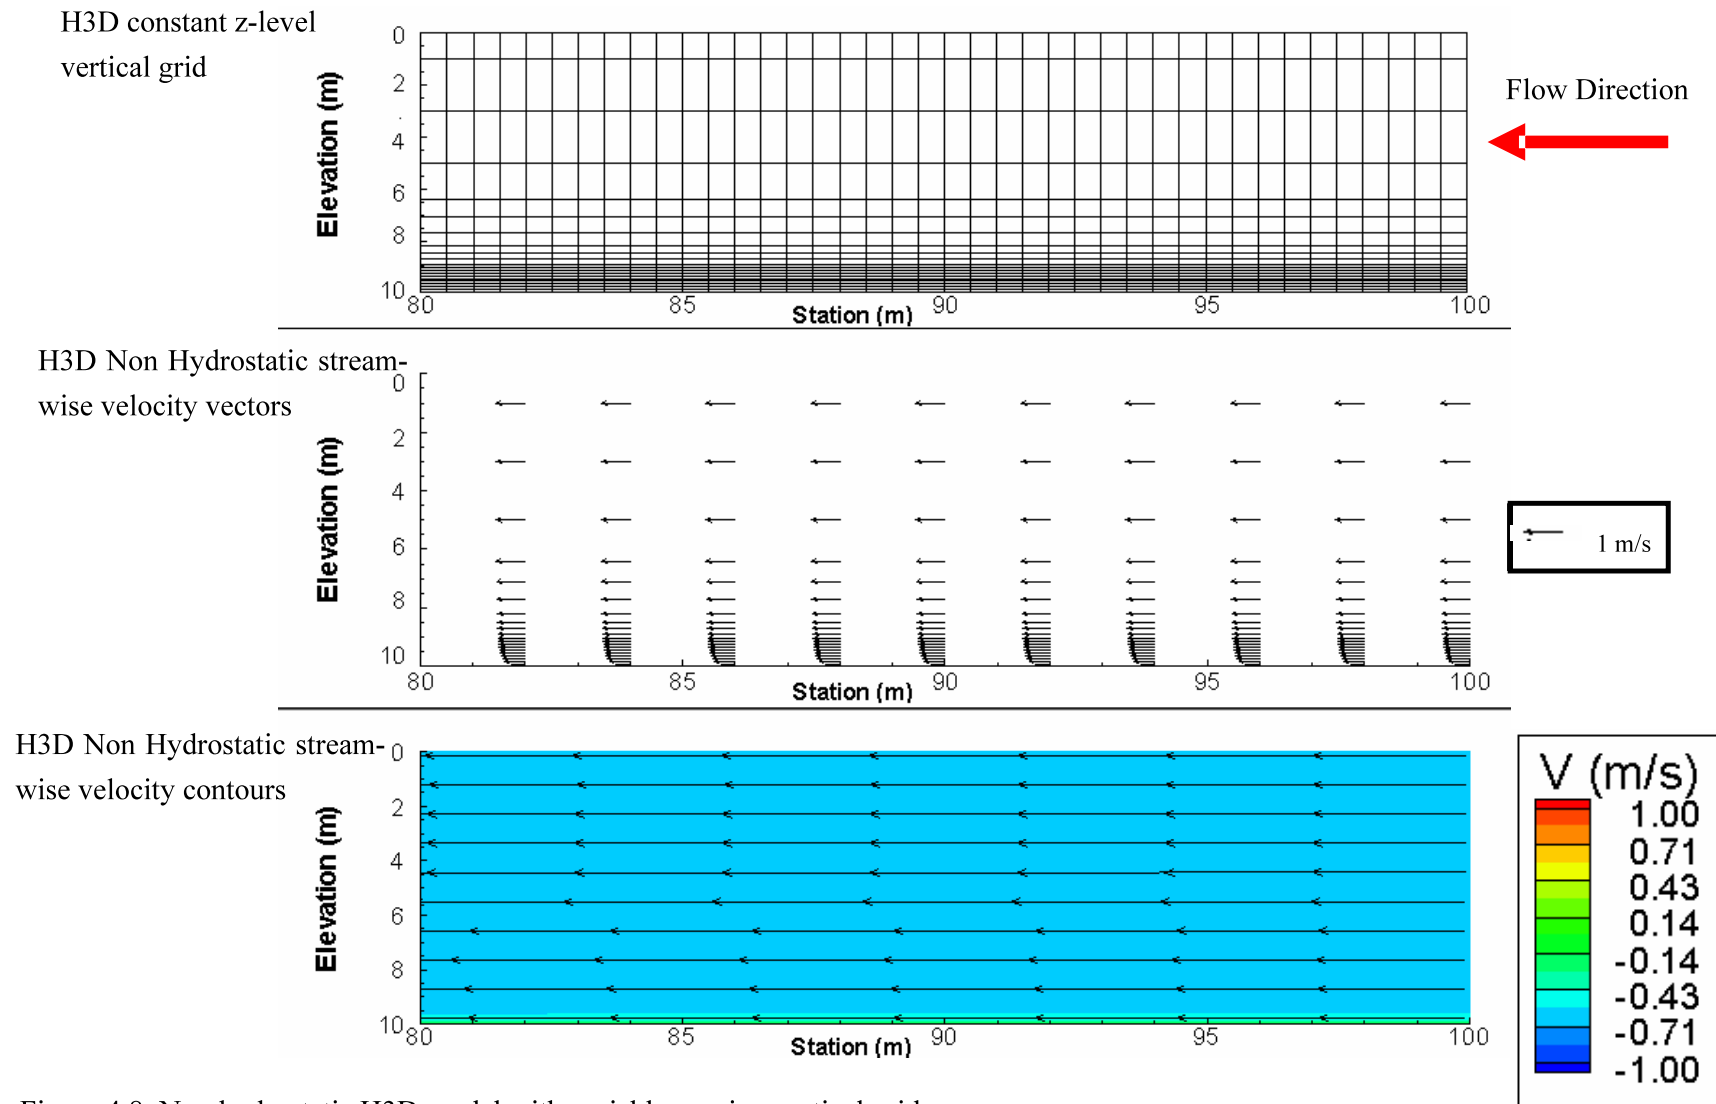 H3D constant z-level
vertical grid
0
2
4
6
8
10
Elevation (m)
80
85
90
95
100
Station (m)
Flow Direction
H3D Non Hydrostatic stream-
wise velocity vectors
0
2
4
6
8
10
Elevation (m)
80
85
90
95
100
Station (m)
1 m/s
H3D Non Hydrostatic stream-
wise velocity contours
0
2
4
6
8
10
Elevation (m)
80
85
90
95
100
Station (m)
V (m/s)
1.00
0.71
0.43
0.14
-0.14
-0.43
-0.71
-1.00